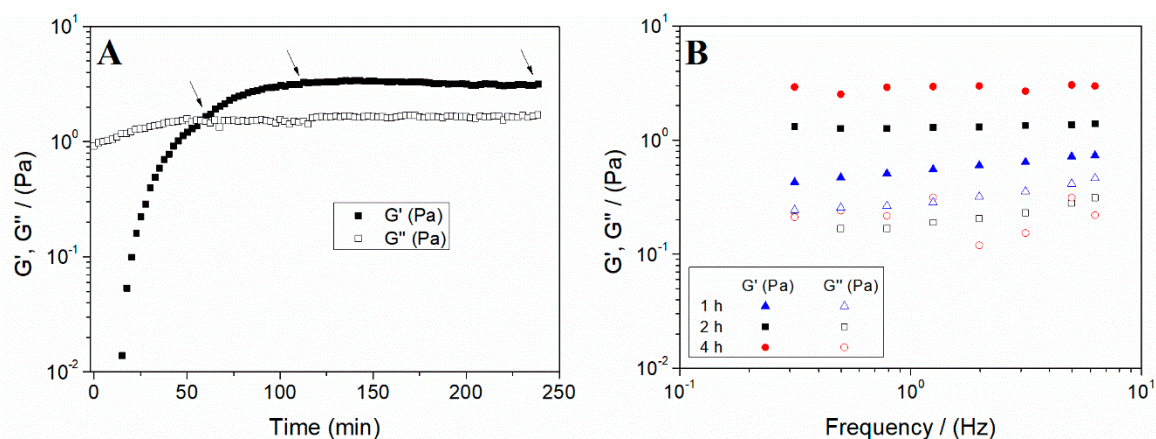 A
10^1
10^0
10^-1
10^-2
G', G" / (Pa)
G' (Pa)
G" (Pa)
0 50 100 150 200 250
Time (min)
B
10^1
10^0
10^-1
10^-2
G', G" / (Pa)
G' (Pa) G" (Pa)
1 h
2 h
4 h
10^-1 10^0 10^1
Frequency / (Hz)